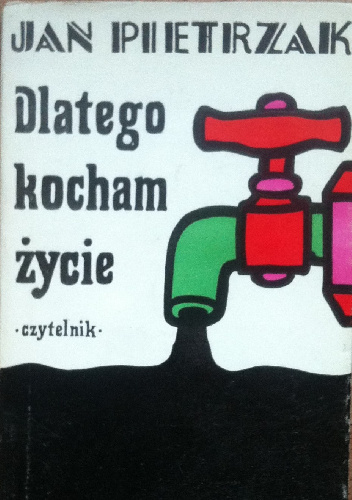 JAN PIETRZAK
Dlatego
kocham
życie
·czytelnik·